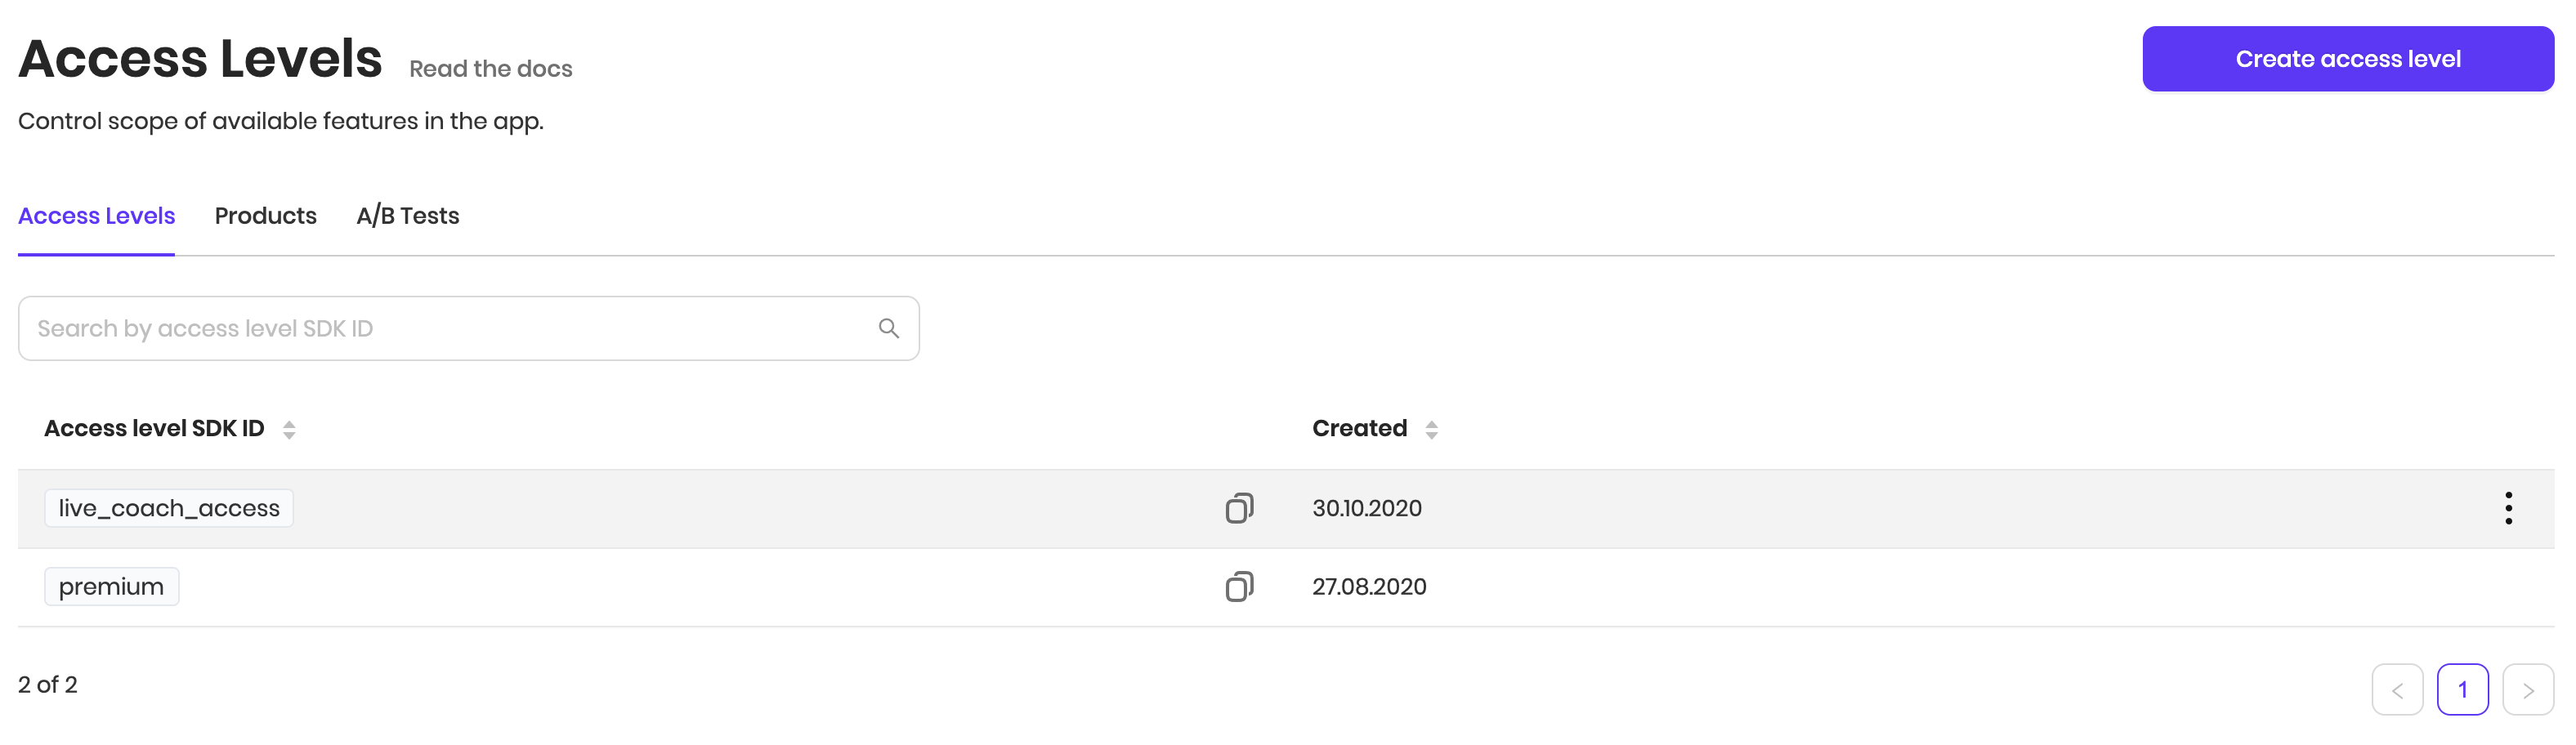 Access Levels Read the docs
Create access level
Control scope of available features in the app.
Access Levels Products A/B Tests
Search by access level SDK ID
Access level SDK ID Created
live_coach_access 30.10.2020
premium 27.08.2020
2 of 2 < 1 >